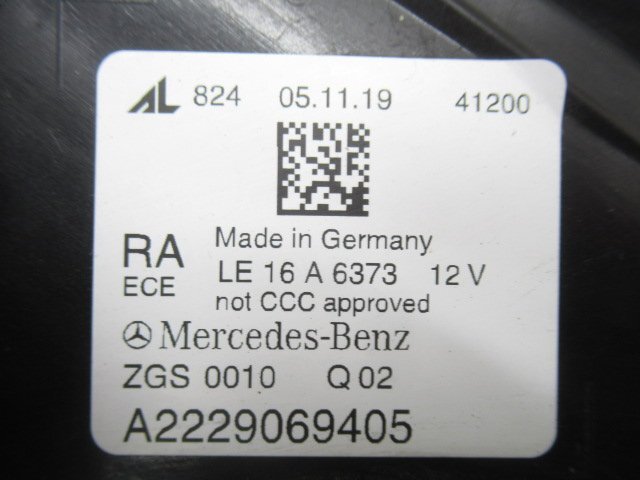 AL 824 05.11.19 41200
RA
ECE
Made in Germany
LE 16 A 6373 12 V
not CCC approved
Mercedes-Benz
ZGS 0010 Q 02
A2229069405